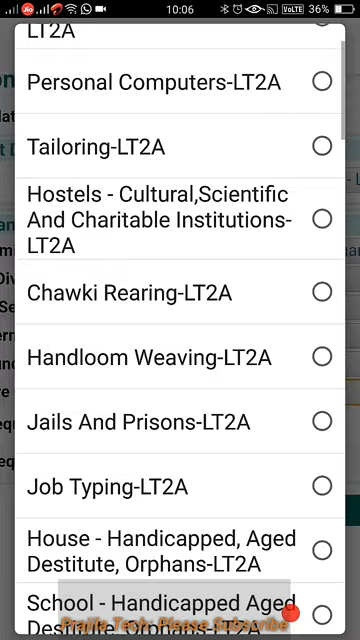 10:06
VoLTE 36%
LT2A
Personal Computers-LT2A
Tailoring-LT2A
Hostels - Cultural,Scientific
And Charitable Institutions-
LT2A
Chawki Rearing-LT2A
Handloom Weaving-LT2A
Jails And Prisons-LT2A
Job Typing-LT2A
House - Handicapped, Aged
Destitute, Orphans-LT2A
School - Handicapped Aged
Destitute, Orphans-LT2A
Prajla Tech: Please Subscribe